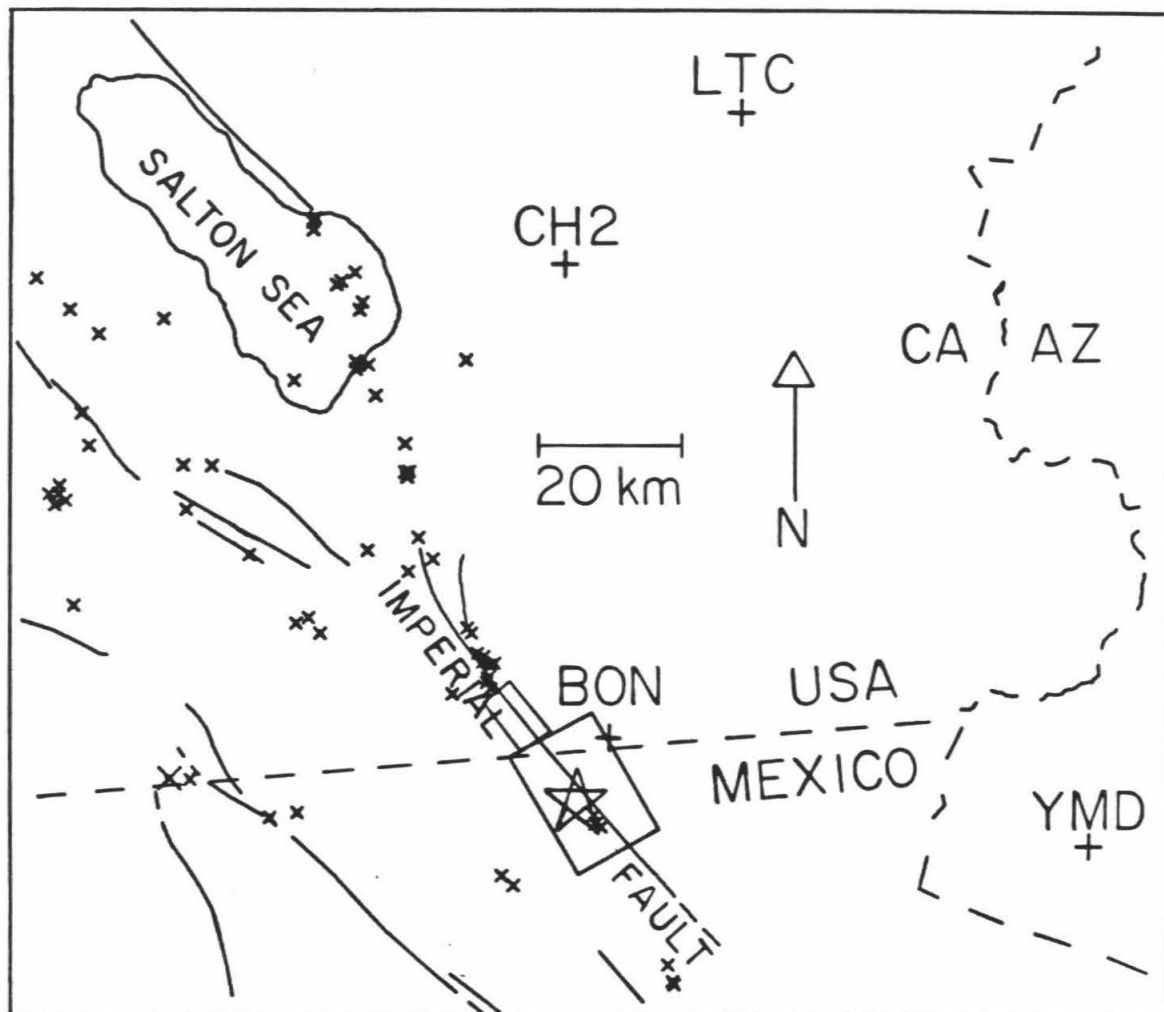 LTC
SALTON SEA
CH2
CA AZ
20 km
N
IMPERIAL
BON
USA
MEXICO
YMD
FAULT